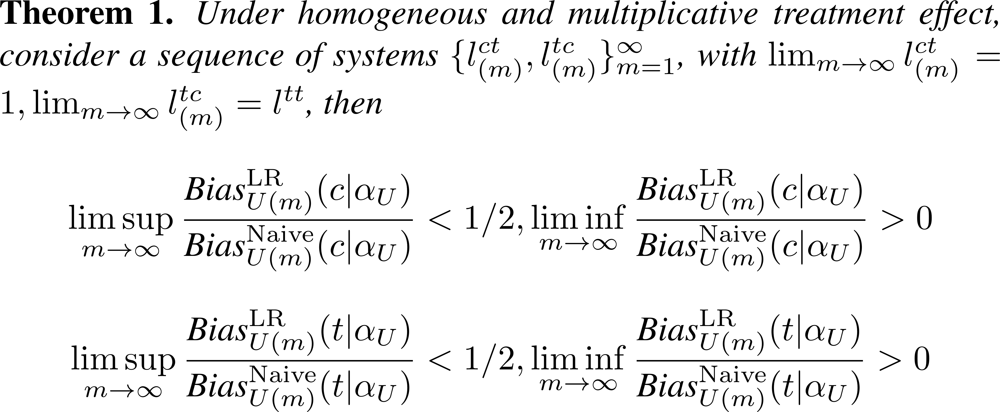 Theorem 1. Under homogeneous and multiplicative treatment effect,
consider a sequence of systems $\{l^{ct}_{(m)}, l^{tc}_{(m)}\}_{m=1}^{\infty}$, with $\lim_{m\to\infty} l^{ct}_{(m)} =$
$1, \lim_{m\to\infty} l^{tc}_{(m)} = l^{tt}$, then
$\limsup_{m\to\infty} \frac{Bias^{\mathrm{LR}}_{U(m)}(c|\alpha_U)}{Bias^{\mathrm{Naive}}_{U(m)}(c|\alpha_U)} < 1/2, \liminf_{m\to\infty} \frac{Bias^{\mathrm{LR}}_{U(m)}(c|\alpha_U)}{Bias^{\mathrm{Naive}}_{U(m)}(c|\alpha_U)} > 0$
$\limsup_{m\to\infty} \frac{Bias^{\mathrm{LR}}_{U(m)}(t|\alpha_U)}{Bias^{\mathrm{Naive}}_{U(m)}(t|\alpha_U)} < 1/2, \liminf_{m\to\infty} \frac{Bias^{\mathrm{LR}}_{U(m)}(t|\alpha_U)}{Bias^{\mathrm{Naive}}_{U(m)}(t|\alpha_U)} > 0$